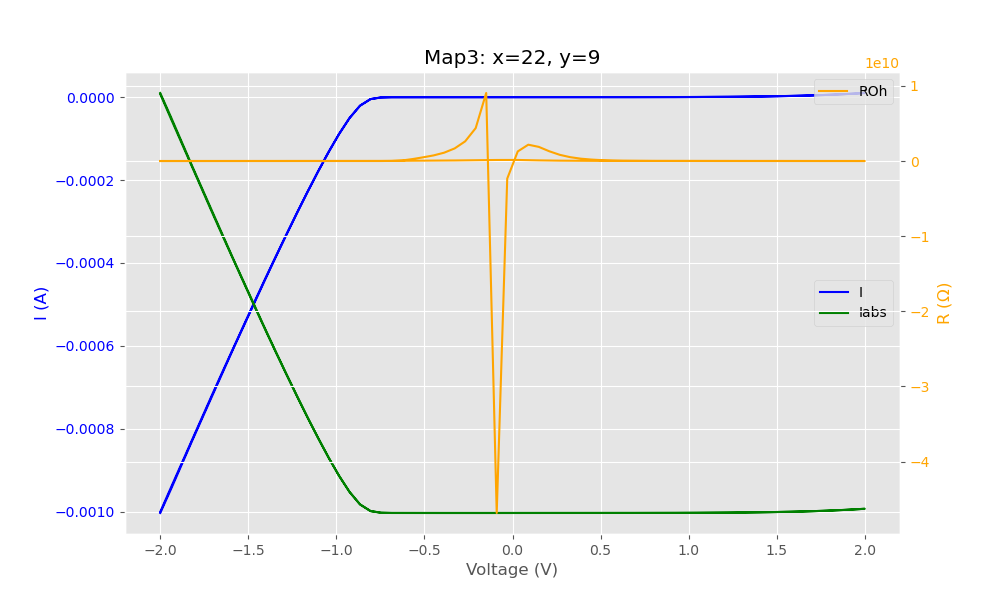 Map3: x=22, y=9
1e10
ROh
I
Iabs
I (A)
0.0000
−0.0002
−0.0004
−0.0006
−0.0008
−0.0010
1
0
−1
−2
−3
−4
R (Ω)
−2.0 −1.5 −1.0 −0.5 0.0 0.5 1.0 1.5 2.0
Voltage (V)